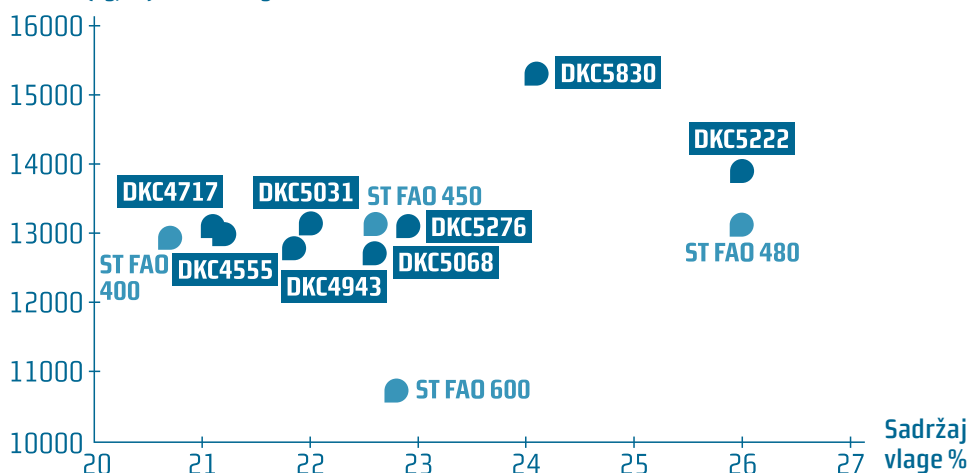 16000
15000
DKC5830
14000
DKC5222
DKC4717
DKC5031
ST FAO 450
13000
DKC5276
ST FAO
400
DKC4555
DKC5068
ST FAO 480
DKC4943
12000
11000
ST FAO 600
10000
Sadržaj
vlage %
20 21 22 23 24 25 26 27